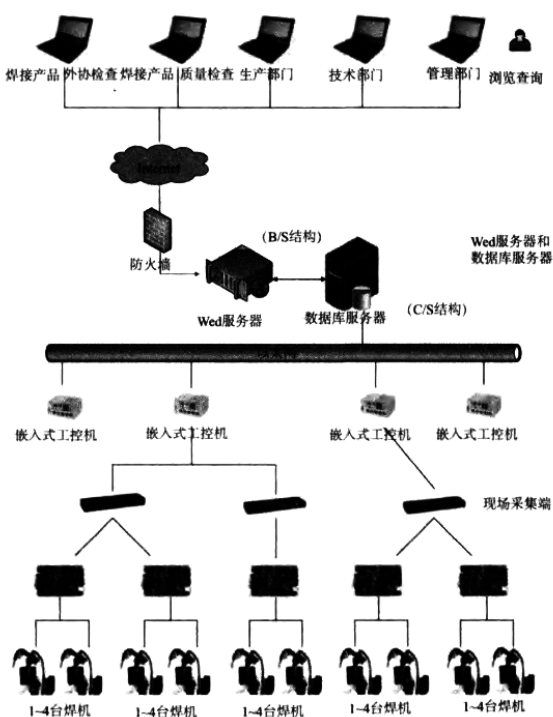 焊接产品 外协检查 焊接产品 质量检查 生产部门 技术部门 管理部门 浏览查询
Internet
(B/S结构)
防火墙
Wed服务器和
数据库服务器
Wed服务器 数据库服务器 (C/S结构)
嵌入式工控机 嵌入式工控机 嵌入式工控机 嵌入式工控机
现场采集端
1~4台焊机 1~4台焊机 1~4台焊机 1~4台焊机 1~4台焊机